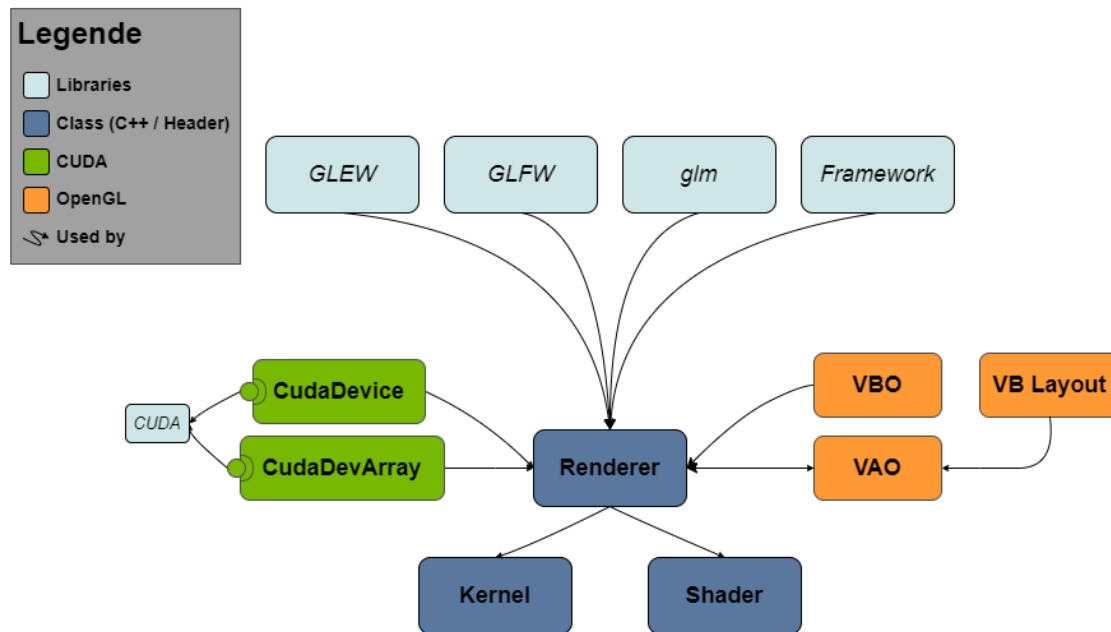 Legende
Libraries
Class (C++ / Header)
CUDA
OpenGL
Used by
GLEW
GLFW
glm
Framework
CudaDevice
VBO
VB Layout
CUDA
CudaDevArray
Renderer
VAO
Kernel
Shader